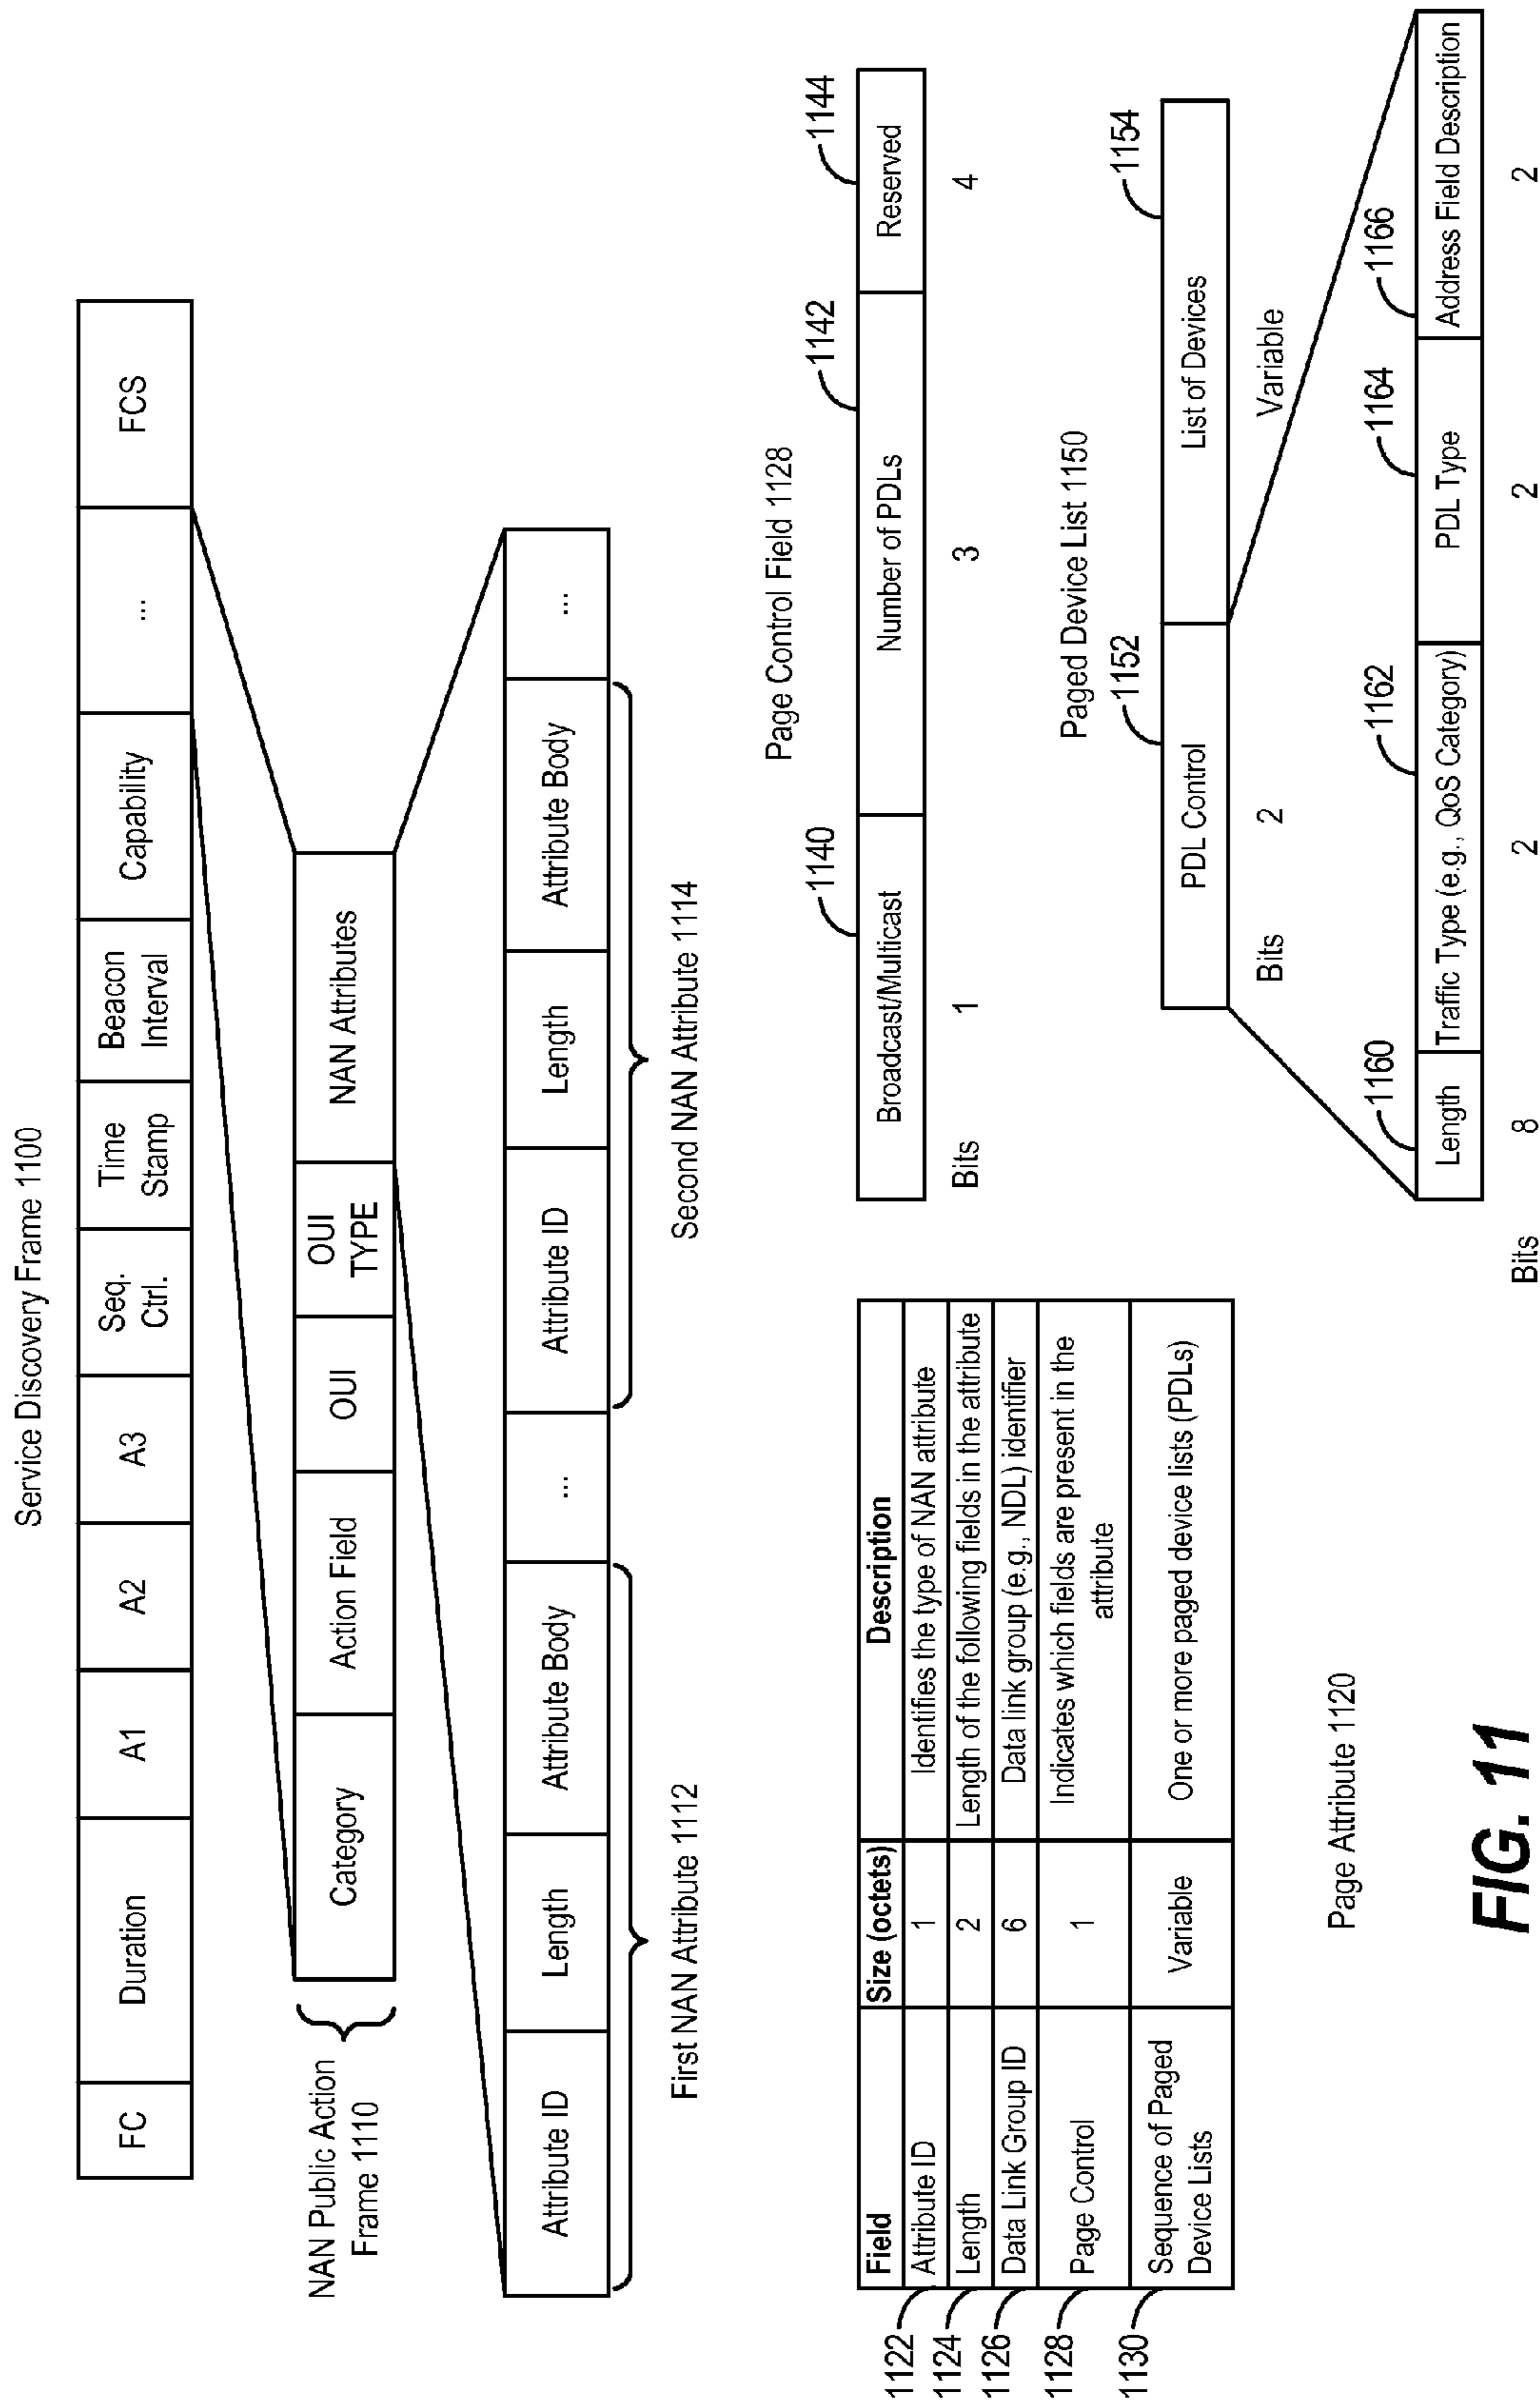 Service Discovery Frame 1100
FC Duration A1 A2 A3 Seq. Ctrl. Time Stamp Beacon Interval Capability ... FCS
NAN Public Action
Frame 1110
Category Action Field OUI OUI TYPE NAN Attributes
Attribute ID Length Attribute Body ... Attribute ID Length Attribute Body ...
First NAN Attribute 1112
Second NAN Attribute 1114
Field Size (octets) Description
1122 Attribute ID 1 Identifies the type of NAN attribute
1124 Length 2 Length of the following fields in the attribute
1126 Data Link Group ID 6 Data link group (e.g., NDL) identifier
1128 Page Control 1 Indicates which fields are present in the attribute
1130 Sequence of Paged Device Lists Variable One or more paged device lists (PDLs)
Page Attribute 1120
Page Control Field 1128
1140 1142 1144
Broadcast/Multicast Number of PDLs Reserved
Bits 1 3 4
Paged Device List 1150
1152 1154
PDL Control List of Devices
Bits 2 Variable
1160 1162 1164 1166
Length Traffic Type (e.g., QoS Category) PDL Type Address Field Description
Bits 8 2 2 2
FIG. 11